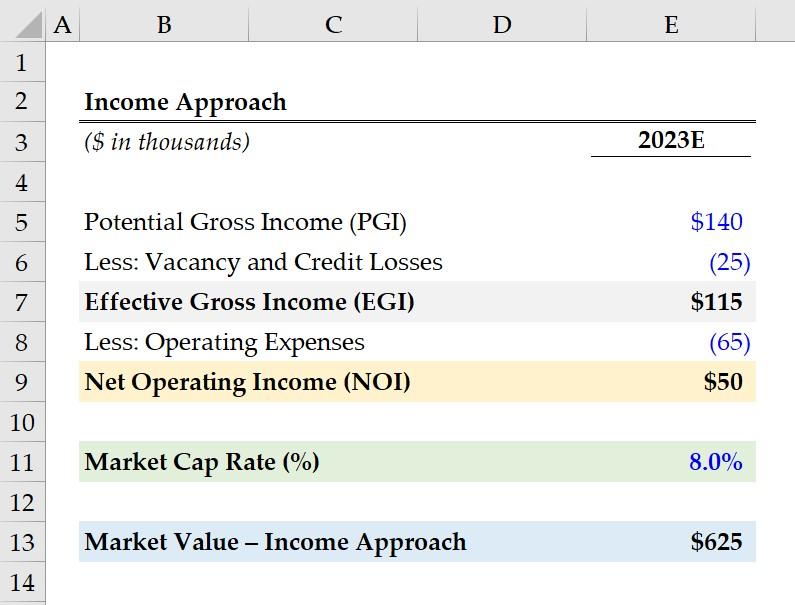 A B C D E
1
2 Income Approach
3 ($ in thousands) 2023E
4
5 Potential Gross Income (PGI) $140
6 Less: Vacancy and Credit Losses (25)
7 Effective Gross Income (EGI) $115
8 Less: Operating Expenses (65)
9 Net Operating Income (NOI) $50
10
11 Market Cap Rate (%) 8.0%
12
13 Market Value – Income Approach $625
14